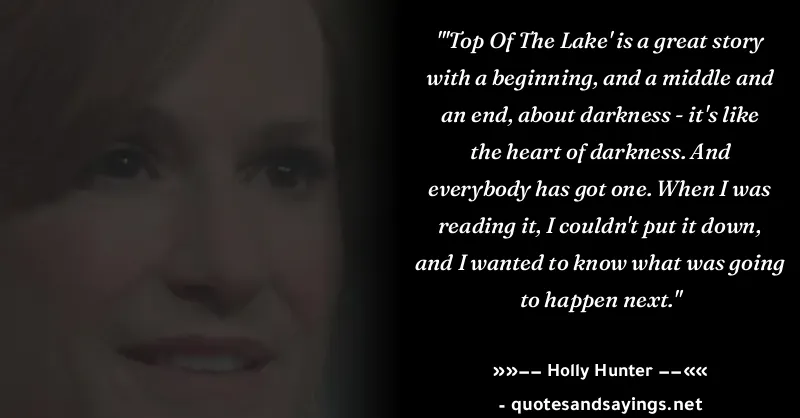 "'Top Of The Lake' is a great story
with a beginning, and a middle and
an end, about darkness - it's like
the heart of darkness. And
everybody has got one. When I was
reading it, I couldn't put it down,
and I wanted to know what was going
to happen next."
»»-- Holly Hunter --««
- quotesandsayings.net